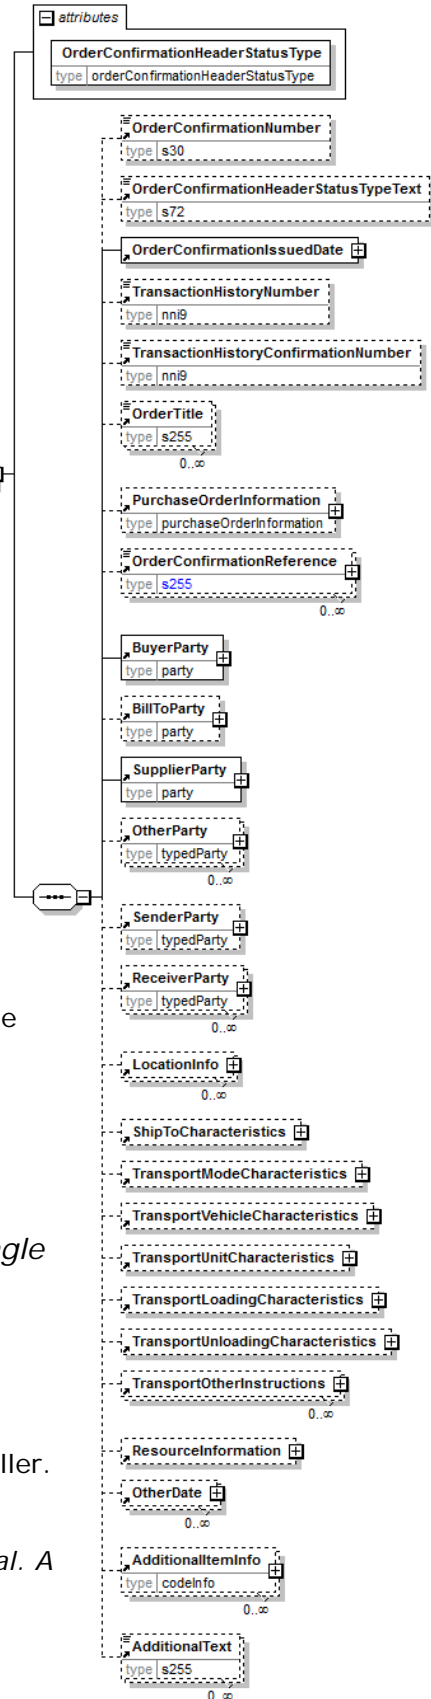 attributes
OrderConfirmationHeaderStatusType
type orderConfirmationHeaderStatusType
OrderConfirmationNumber
type s30
OrderConfirmationHeaderStatusTypeText
type s72
OrderConfirmationIssuedDate
TransactionHistoryNumber
type nni9
TransactionHistoryConfirmationNumber
type nni9
OrderTitle
type s255
0..∞
PurchaseOrderInformation
type purchaseOrderInformation
OrderConfirmationReference
type s255
0..∞
BuyerParty
type party
BillToParty
type party
SupplierParty
type party
OtherParty
type typedParty
0..∞
SenderParty
type typedParty
ReceiverParty
type typedParty
e
0..∞
LocationInfo
0..∞
ShipToCharacteristics
TransportModeCharacteristics
TransportVehicleCharacteristics
ngle
TransportUnitCharacteristics
TransportLoadingCharacteristics
TransportUnloadingCharacteristics
TransportOtherInstructions
0..∞
ResourceInformation
ller.
OtherDate
0..∞
al. A
AdditionalItemInfo
type codeInfo
0..∞
AdditionalText
type s255
0..∞